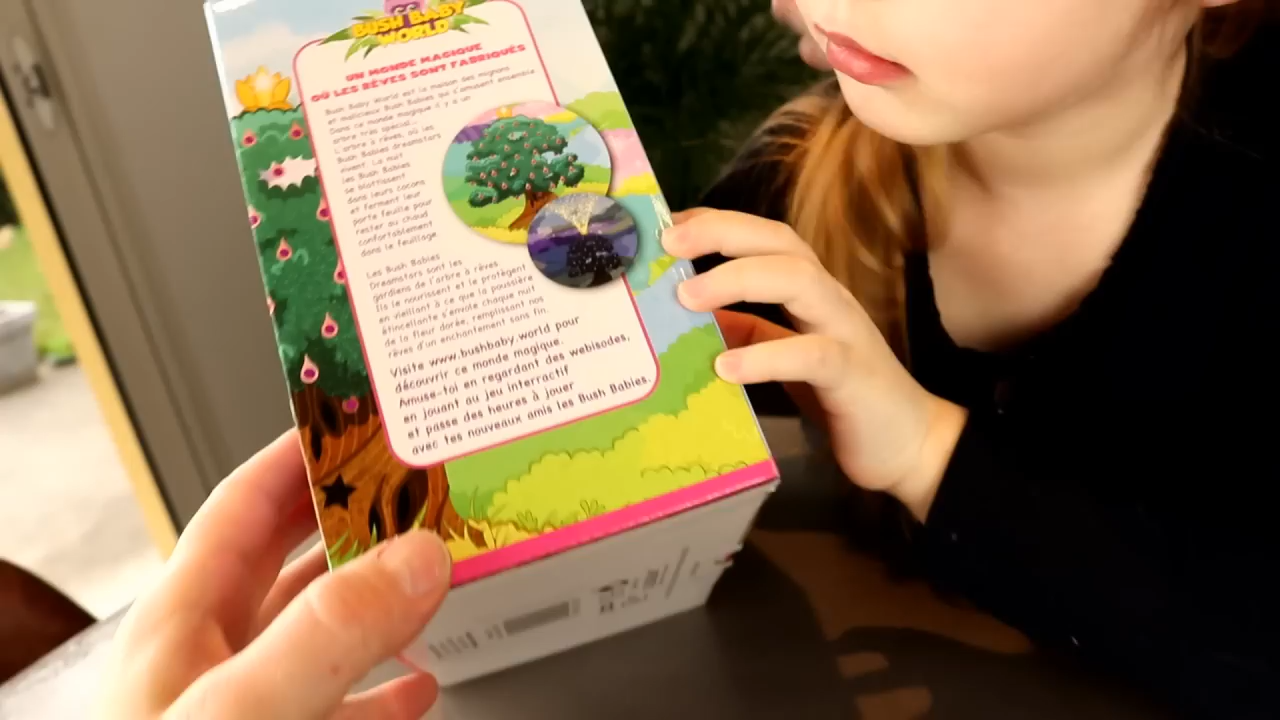 BUSH BABY
WORLD
UN MONDE MAGIQUE
OÙ LES RÊVES SONT FABRIQUÉS
Bush Baby World est la maison des mignons
et malicieux Bush Babies qui s'amusent ensemble
Dans ce monde magique il y a un
arbre très spécial...
L'arbre à rêves, où les
Bush Babies dreamstars
vivent. La nuit
les Bush Babies
se blottissent
dans leurs cocons
et ferment leur
porte feuille pour
rester au chaud
confortablement
dans le feuillage.
Les Bush Babies
Dreamstars sont les
gardiens de l'arbre à rêves
Ils le nourissent et le protègent
en vieillant à ce que la poussière
étincellante s'envole chaque nuit
de la fleur dorée, remplissant nos
rêves d'un enchantement sans fin.
Visite www.bushbaby.world pour
découvrir ce monde magique.
Amuse-toi en regardant des webisodes,
en jouant au jeu interractif
et passe des heures à jouer
avec tes nouveaux amis les Bush Babies.